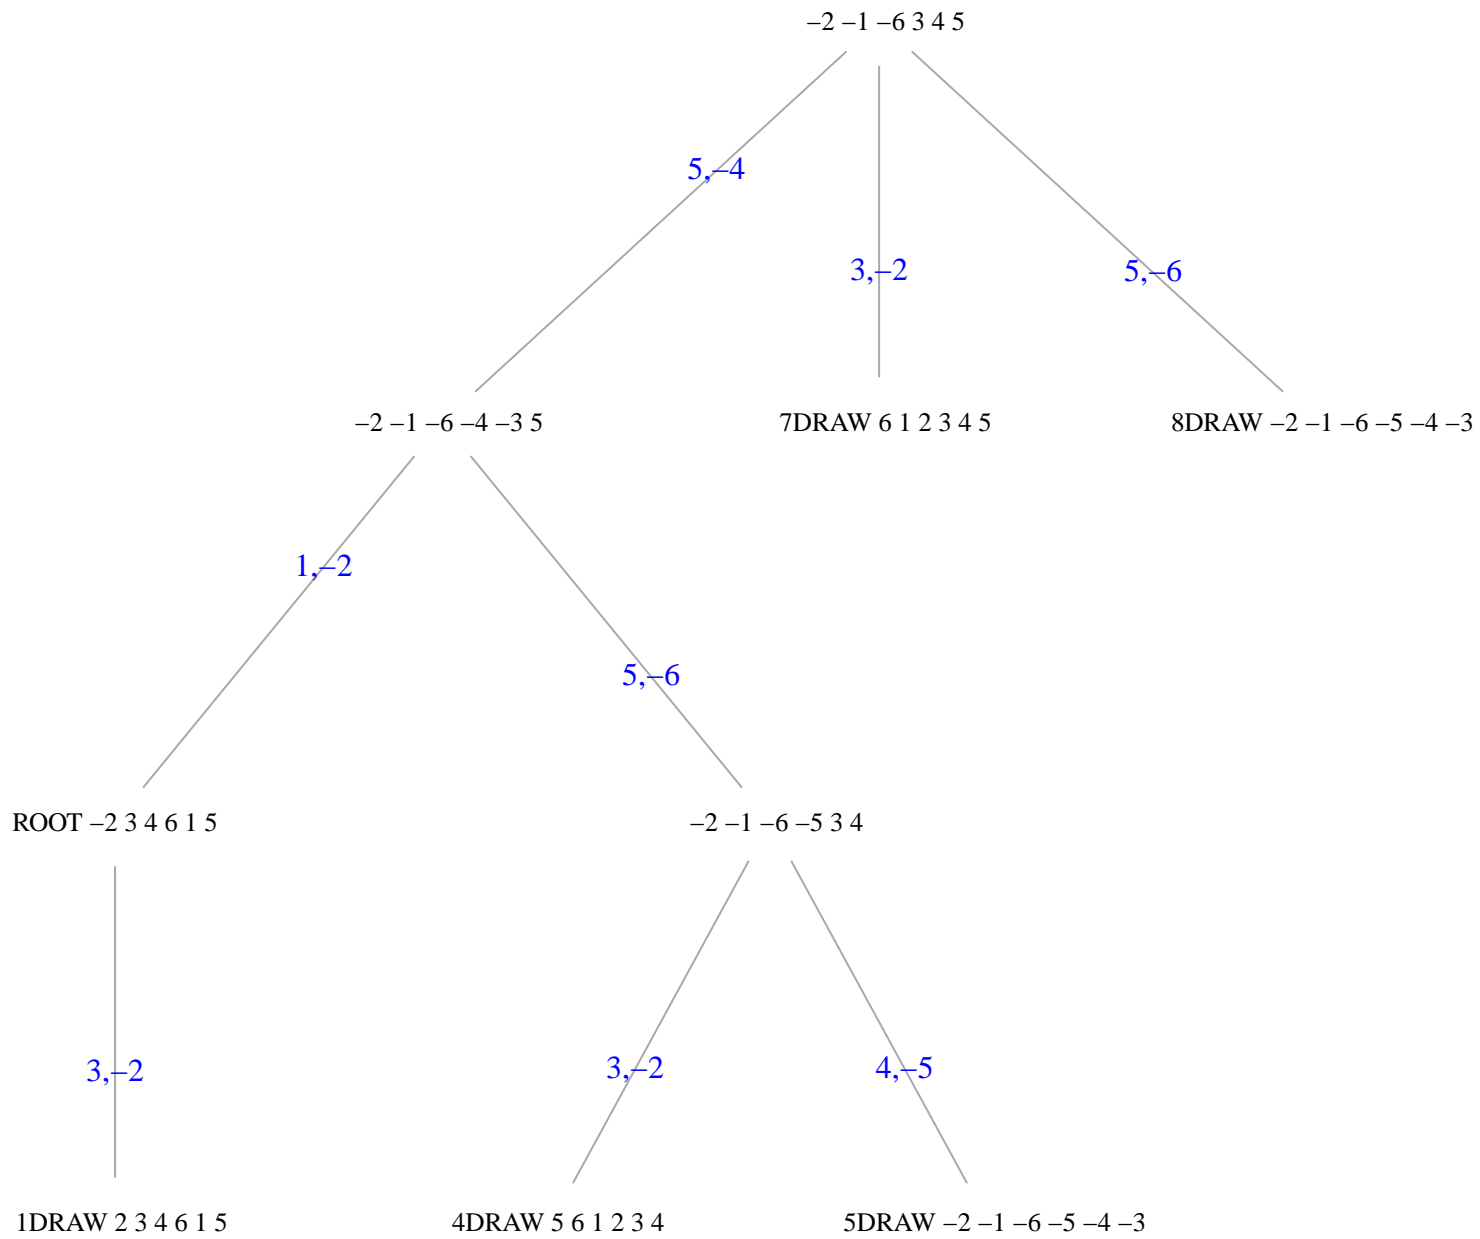 –2 –1 –6 3 4 5
5,–4
3,–2
5,–6
–2 –1 –6 –4 –3 5
7DRAW 6 1 2 3 4 5
8DRAW –2 –1 –6 –5 –4 –3
1,–2
5,–6
ROOT –2 3 4 6 1 5
–2 –1 –6 –5 3 4
3,–2
3,–2
4,–5
1DRAW 2 3 4 6 1 5
4DRAW 5 6 1 2 3 4
5DRAW –2 –1 –6 –5 –4 –3